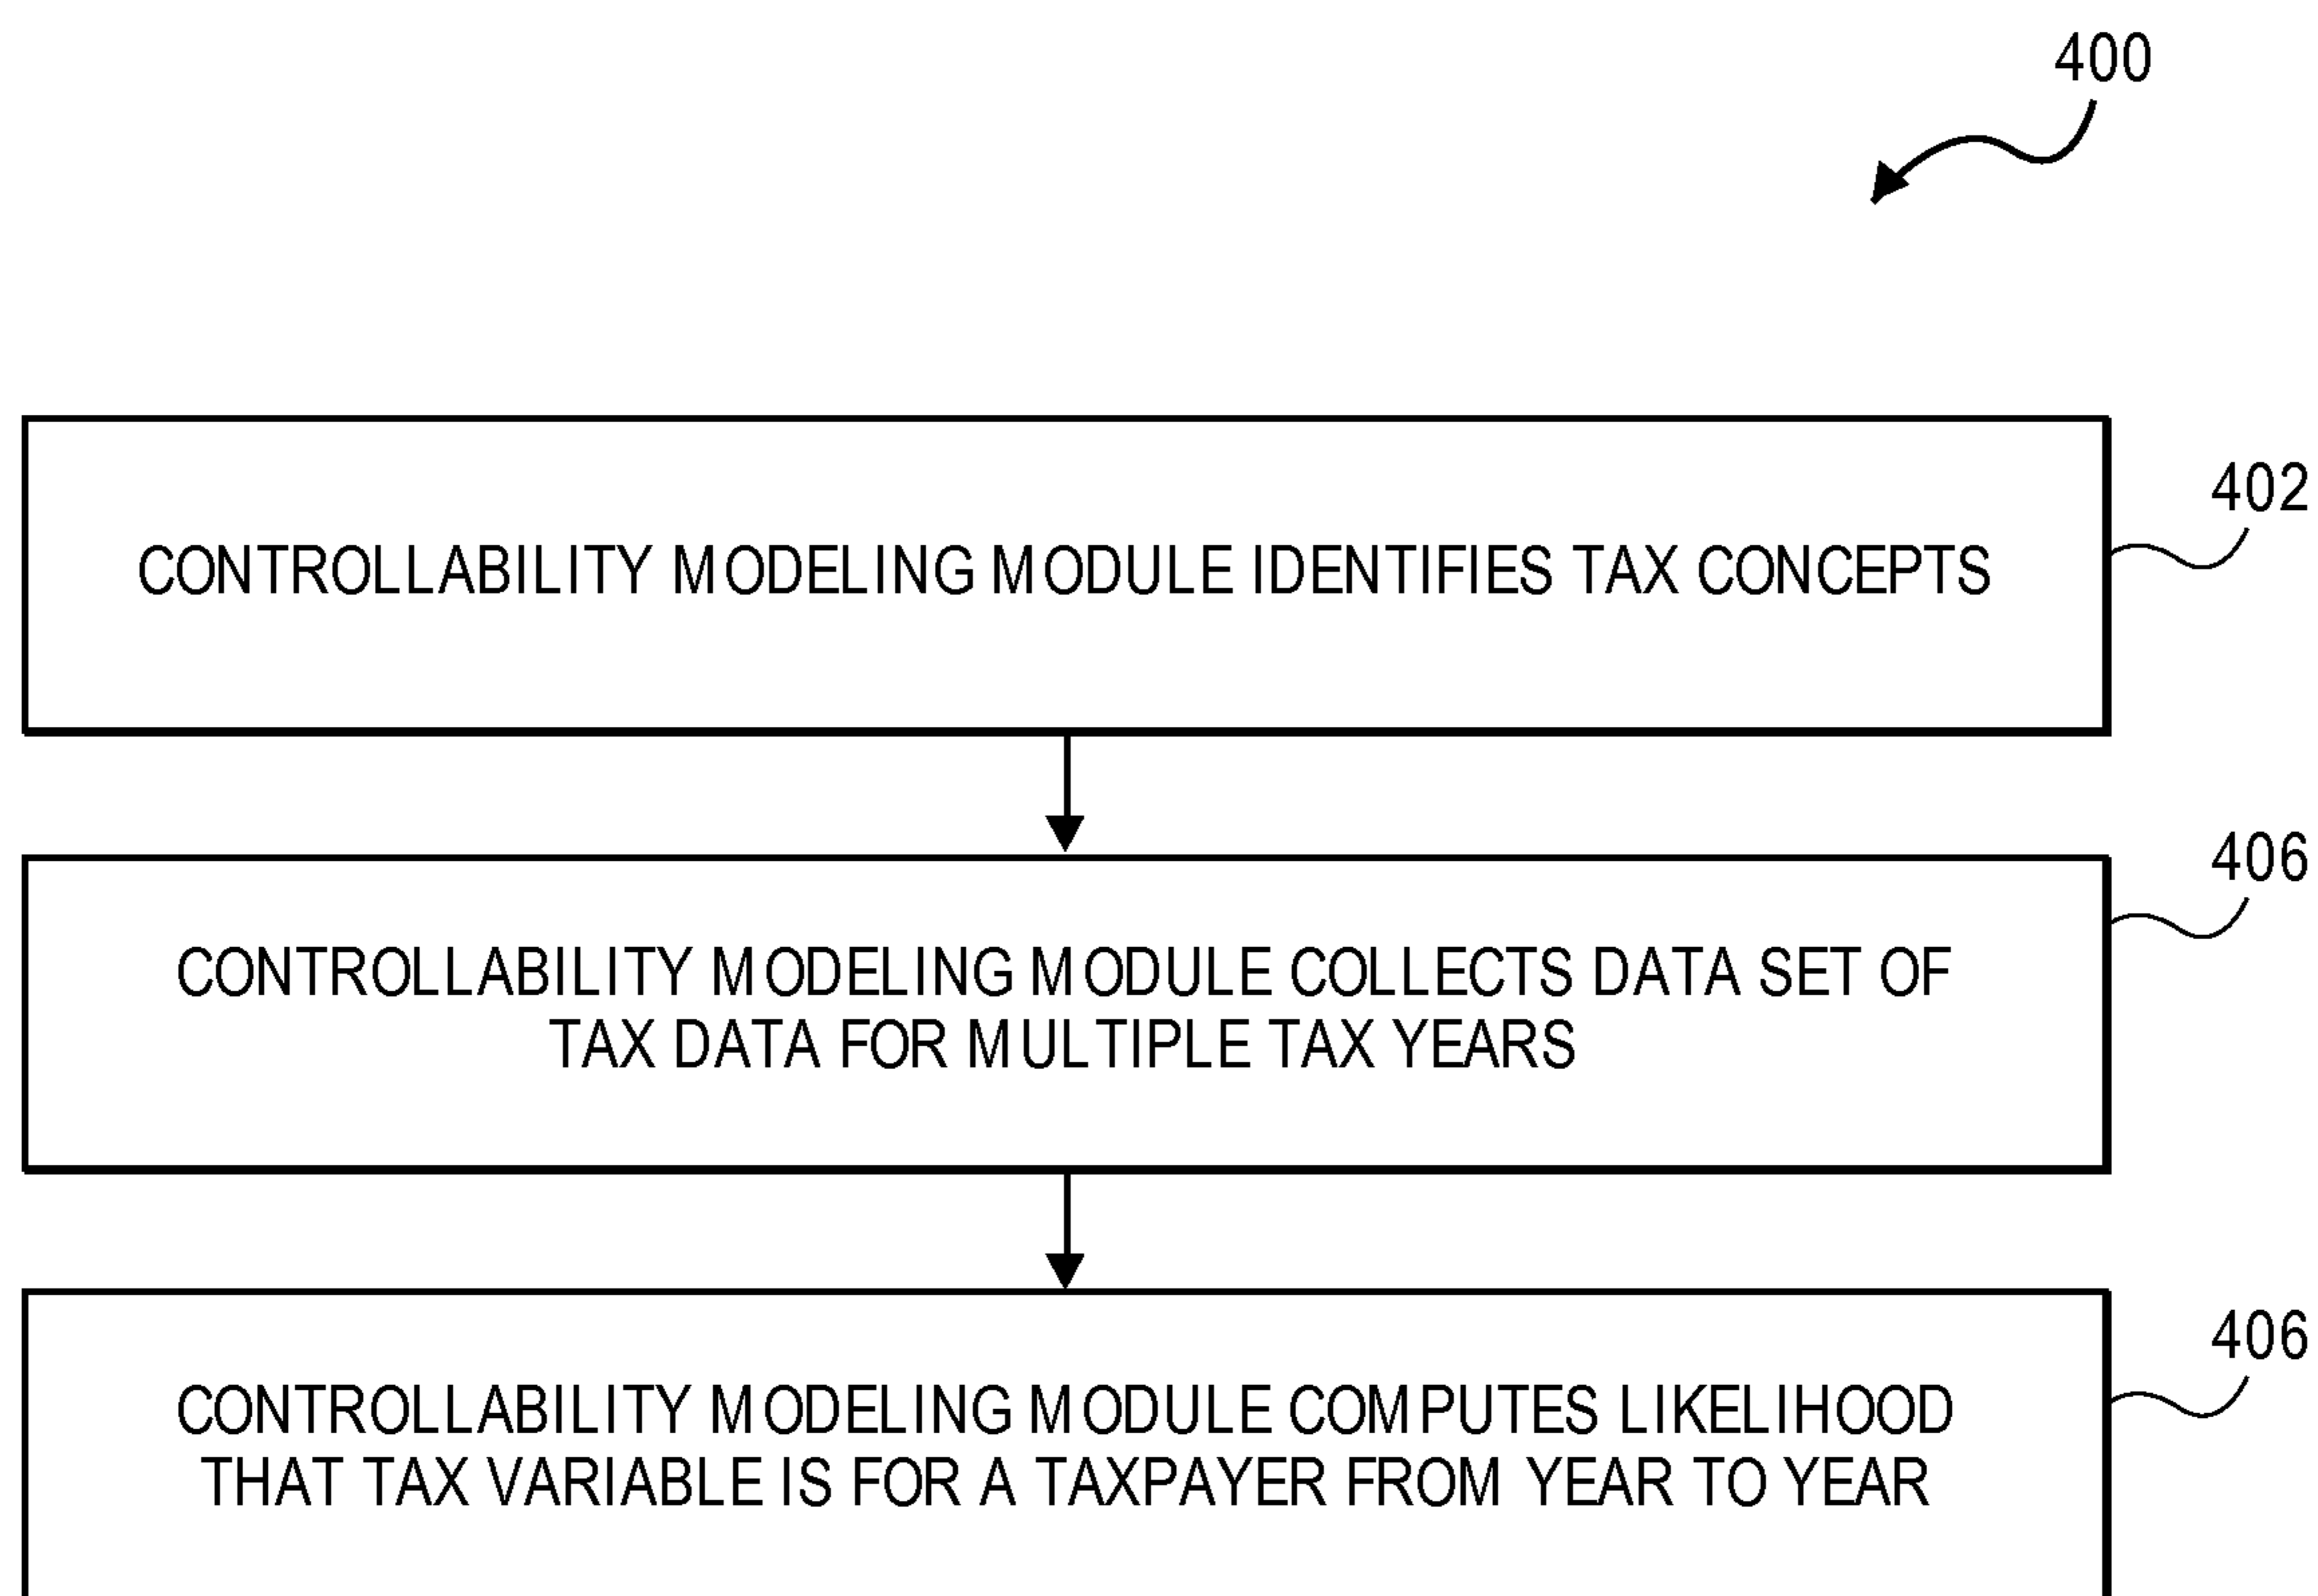 400
CONTROLLABILITY MODELING MODULE IDENTIFIES TAX CONCEPTS
402
CONTROLLABILITY MODELING MODULE COLLECTS DATA SET OF
TAX DATA FOR MULTIPLE TAX YEARS
406
CONTROLLABILITY MODELING MODULE COMPUTES LIKELIHOOD
THAT TAX VARIABLE IS FOR A TAXPAYER FROM YEAR TO YEAR
406